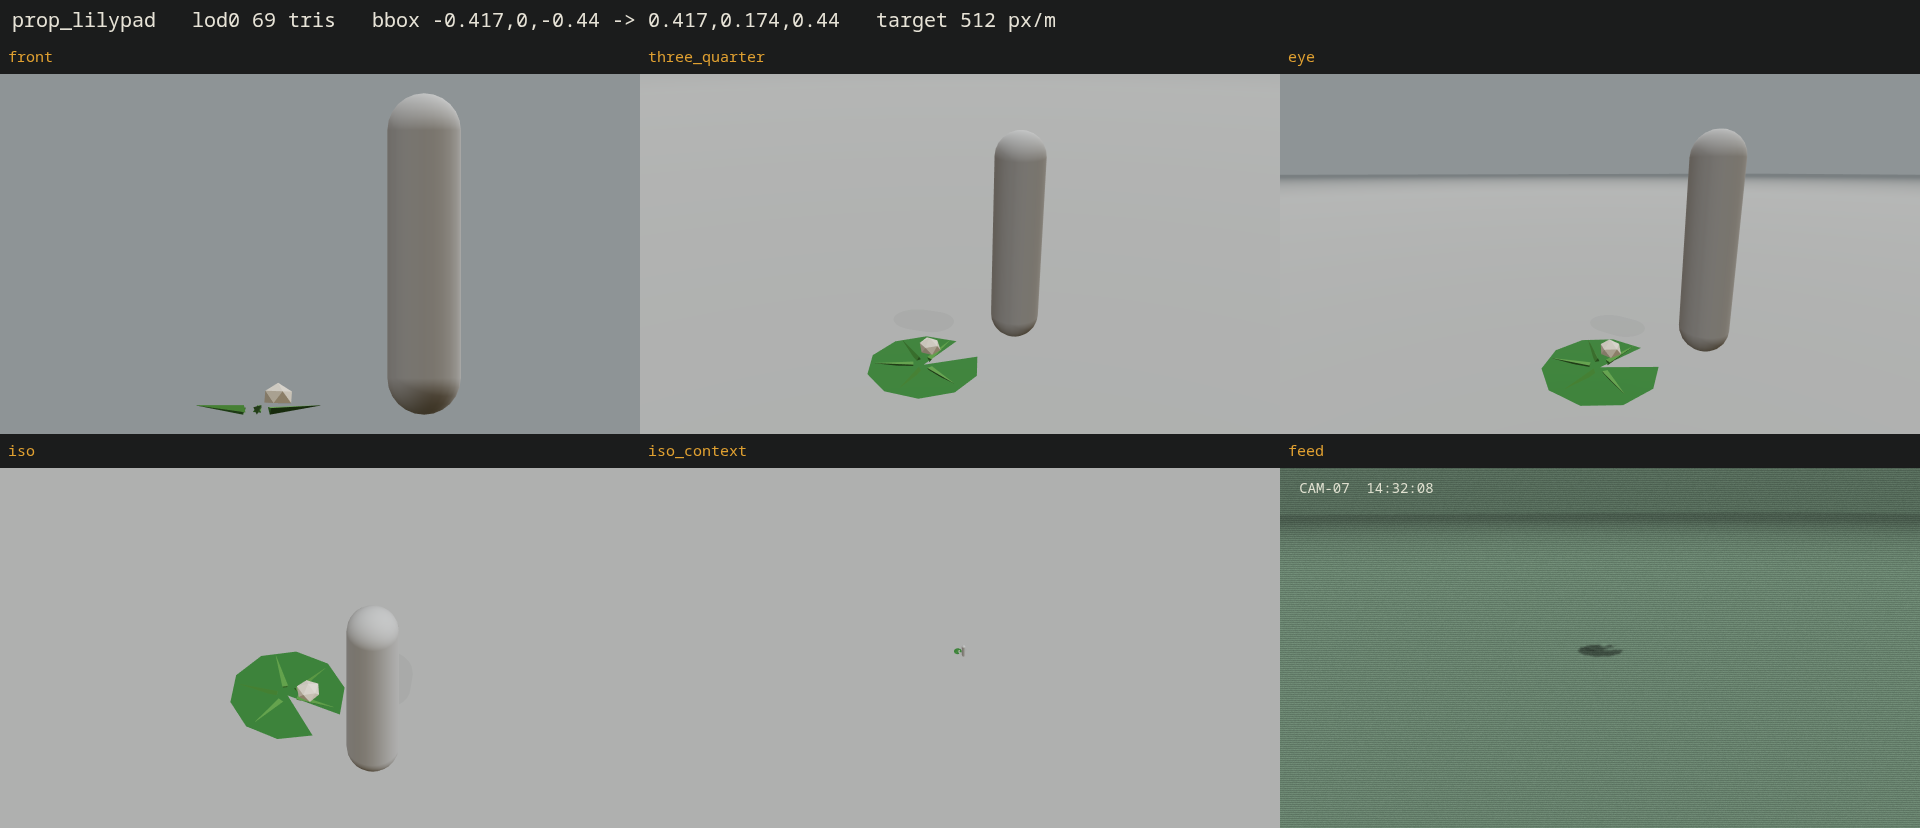 prop_lilypad lod0 69 tris bbox -0.417,0,-0.44 -> 0.417,0.174,0.44 target 512 px/m
front
three_quarter
eye
iso
iso_context
feed
CAM-07 14:32:08